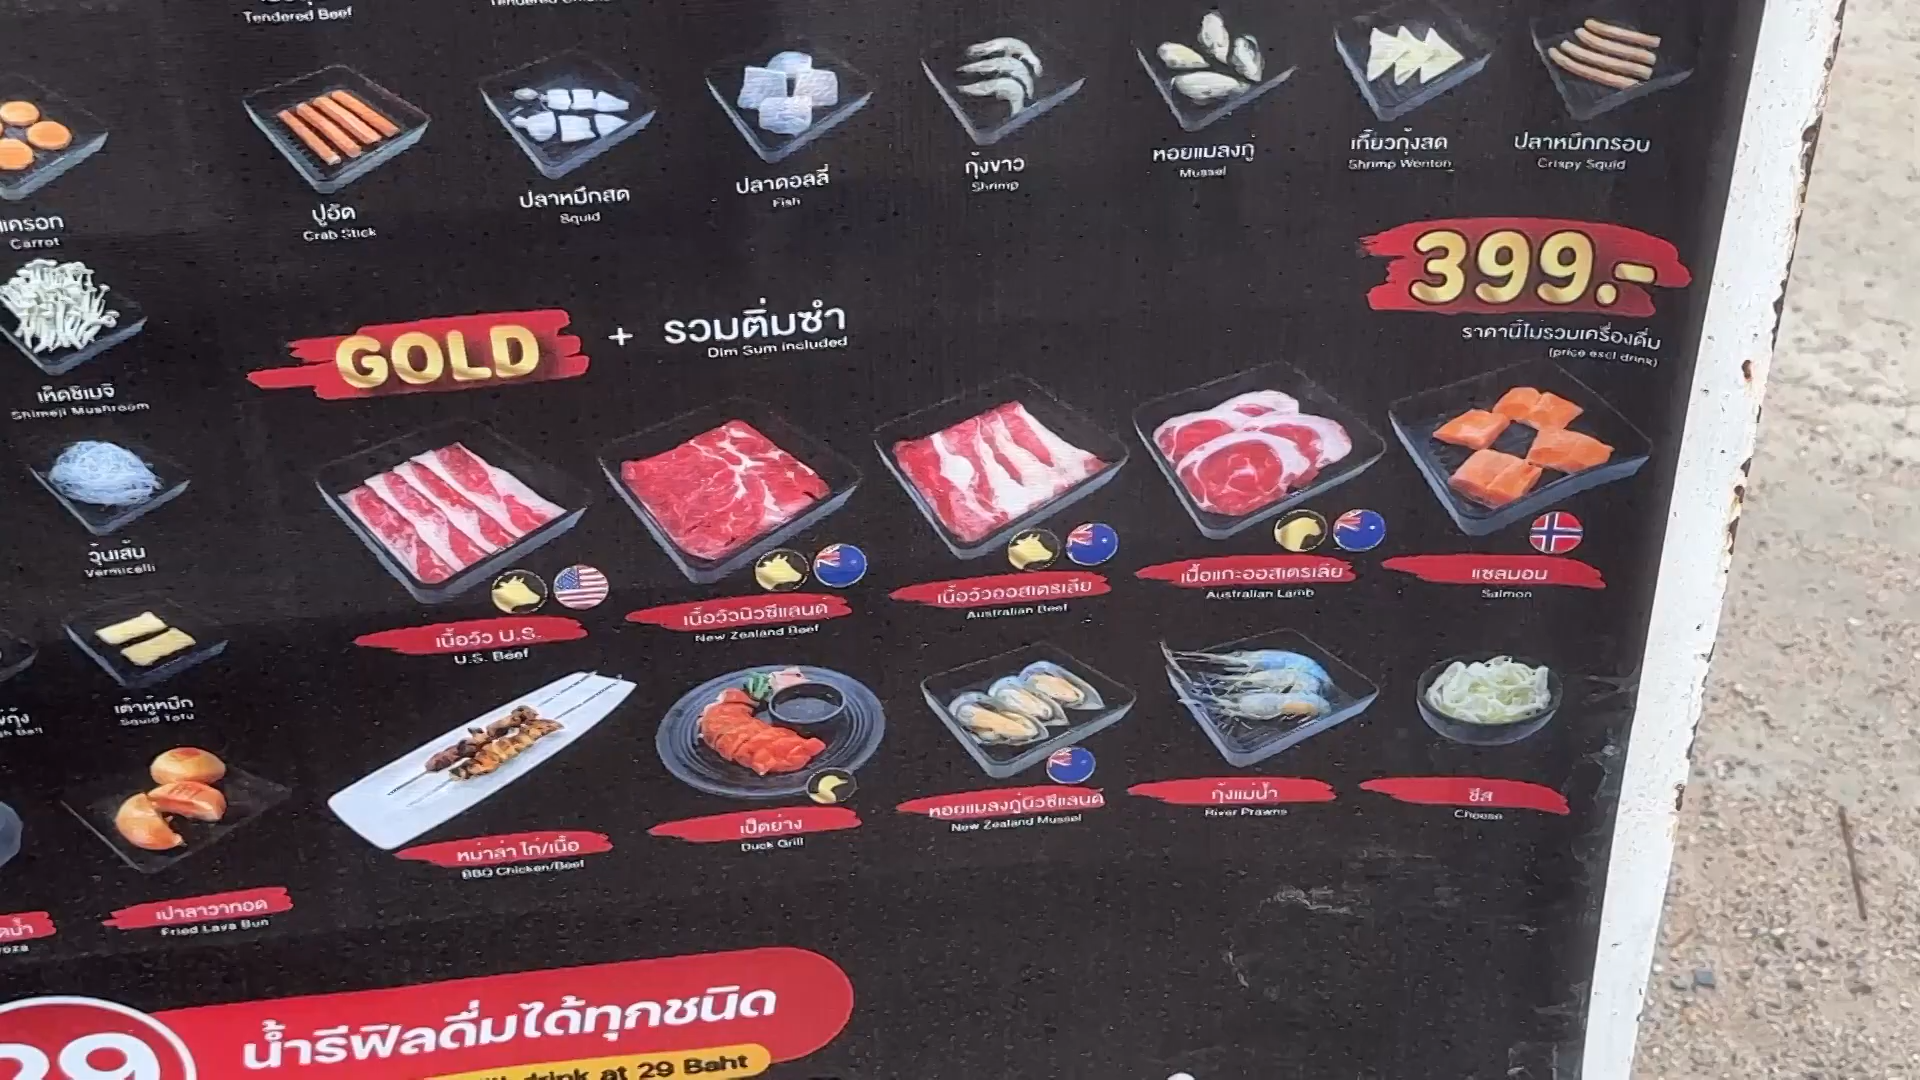 Tendered Beef
Carrot
ปูอัด
Crab Stick
ปลาหมึกสด
Squid
ปลาดอลลี่
Fish
กุ้งขาว
Shrimp
หอยแมลงภู่
Mussel
เกี๊ยวกุ้งสด
Shrimp Wonton
ปลาหมึกกรอบ
Crispy Squid
เห็ดชิเมจิ
Shimeji Mushroom
GOLD + รวมติ่มซำ
Dim Sum included
399.-
ราคานี้ไม่รวมเครื่องดื่ม
(price excl drink)
วุ้นเส้น
Vermicelli
เนื้อวัว U.S.
U.S. Beef
เนื้อวัวนิวซีแลนด์
New Zealand Beef
เนื้อวัวออสเตรเลีย
Australian Beef
เนื้อแกะออสเตรเลีย
Australian Lamb
แซลมอน
Salmon
เต้าหู้หมึก
Squid Tofu
หม่าล่า ไก่/เนื้อ
BBQ Chicken/Beef
เป็ดย่าง
Duck Grill
หอยแมลงภู่นิวซีแลนด์
New Zealand Mussel
กุ้งแม่น้ำ
River Prawns
ชีส
Cheese
เปาลาวาทอด
Fried Lava Bun
น้ำรีฟิลดื่มได้ทุกชนิด
drink at 29 Baht